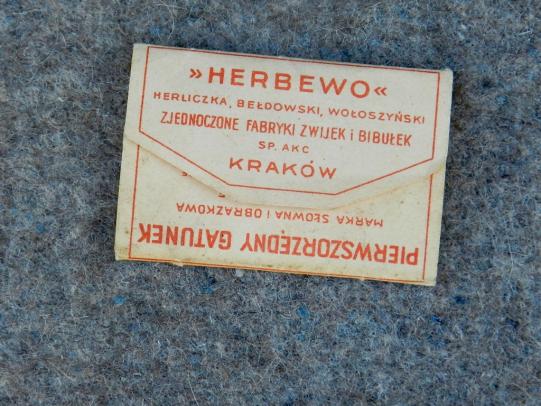 »HERBEWO«
HERLICZKA, BEŁDOWSKI, WOŁOSZYŃSKI
ZJEDNOCZONE FABRYKI ZWIJEK i BIBUŁEK
SP. AKC
KRAKÓW
PIERWSZORZĘDNY GATUNEK
MARKA SŁOWNA i OBRAZKOWA